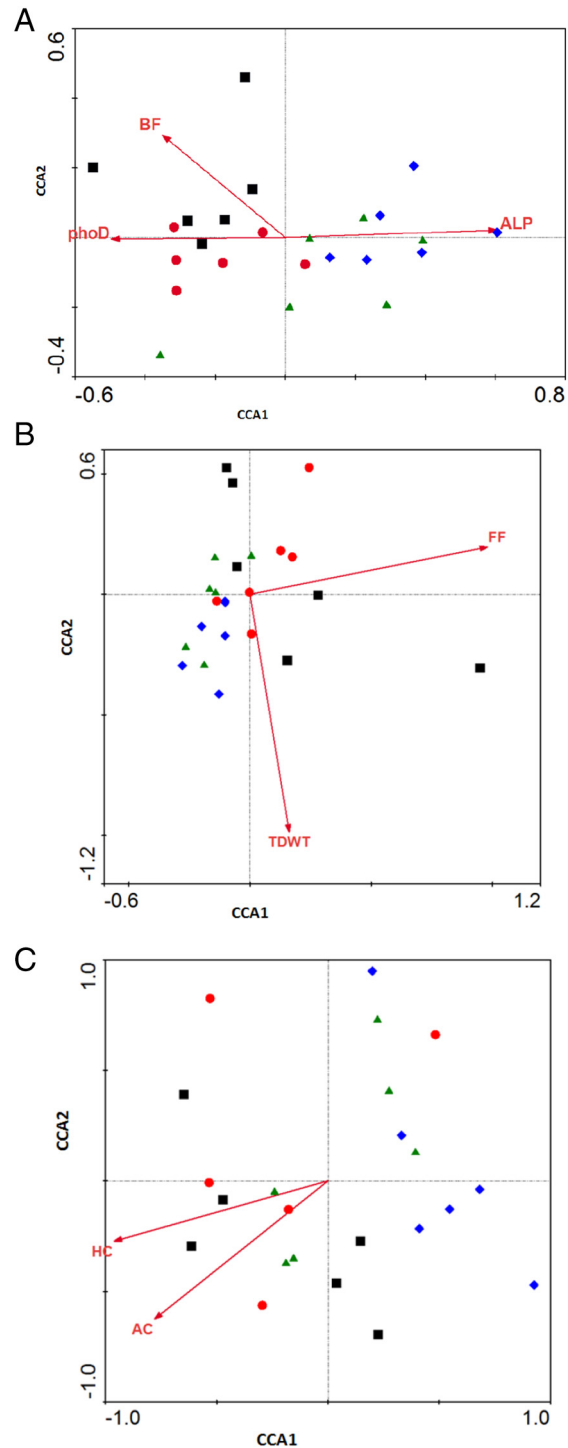 A
0.6
BF
CCA2
phoD
ALP
-0.4
-0.6
0.8
CCA1
B
0.6
FF
CCA2
TDWT
-1.2
-0.6
1.2
CCA1
C
1.0
CCA2
HC
AC
-1.0
-1.0
1.0
CCA1